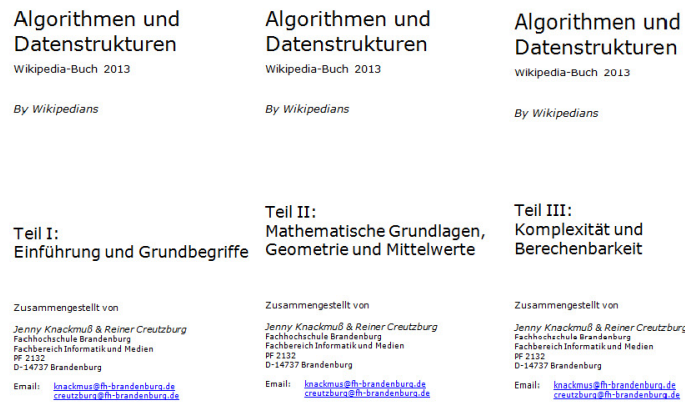 Algorithmen und
Datenstrukturen
Wikipedia-Buch 2013
By Wikipedians
Teil I:
Einführung und Grundbegriffe
Zusammengestellt von
Jenny Knackmuß & Reiner Creutzburg
Fachhochschule Brandenburg
Fachbereich Informatik und Medien
PF 2132
D-14737 Brandenburg
Email: knackmus@fh-brandenburg.de
creutzburg@fh-brandenburg.de
Algorithmen und
Datenstrukturen
Wikipedia-Buch 2013
By Wikipedians
Teil II:
Mathematische Grundlagen,
Geometrie und Mittelwerte
Zusammengestellt von
Jenny Knackmuß & Reiner Creutzburg
Fachhochschule Brandenburg
Fachbereich Informatik und Medien
PF 2132
D-14737 Brandenburg
Email: knackmus@fh-brandenburg.de
creutzburg@fh-brandenburg.de
Algorithmen und
Datenstrukturen
Wikipedia-Buch 2013
By Wikipedians
Teil III:
Komplexität und
Berechenbarkeit
Zusammengestellt von
Jenny Knackmuß & Reiner Creutzburg
Fachhochschule Brandenburg
Fachbereich Informatik und Medien
PF 2132
D-14737 Brandenburg
Email: knackmus@fh-brandenburg.de
creutzburg@fh-brandenburg.de